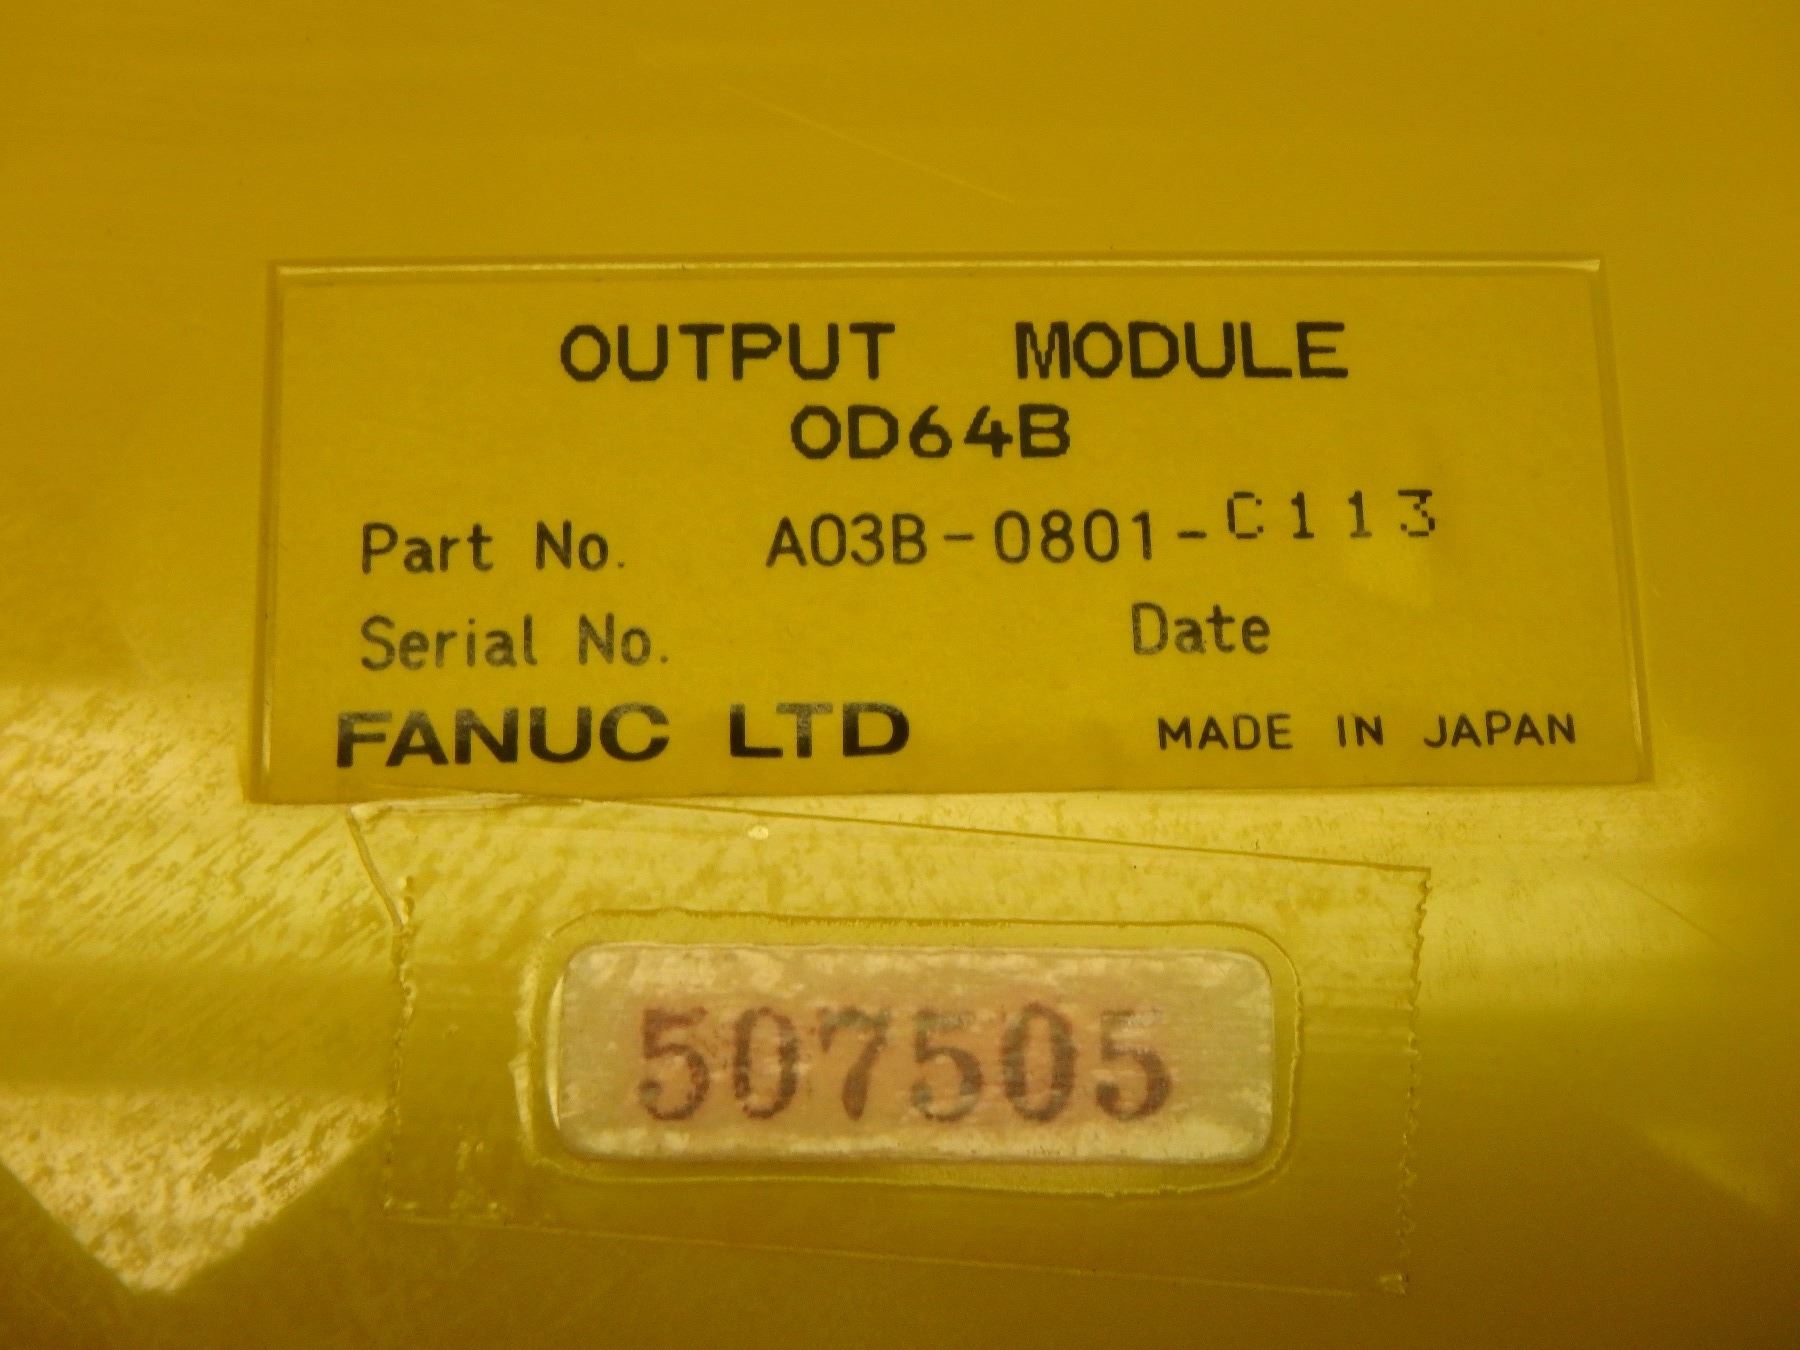 OUTPUT MODULE
OD64B
Part No. A03B-0801-C113
Serial No. Date
FANUC LTD MADE IN JAPAN
507505